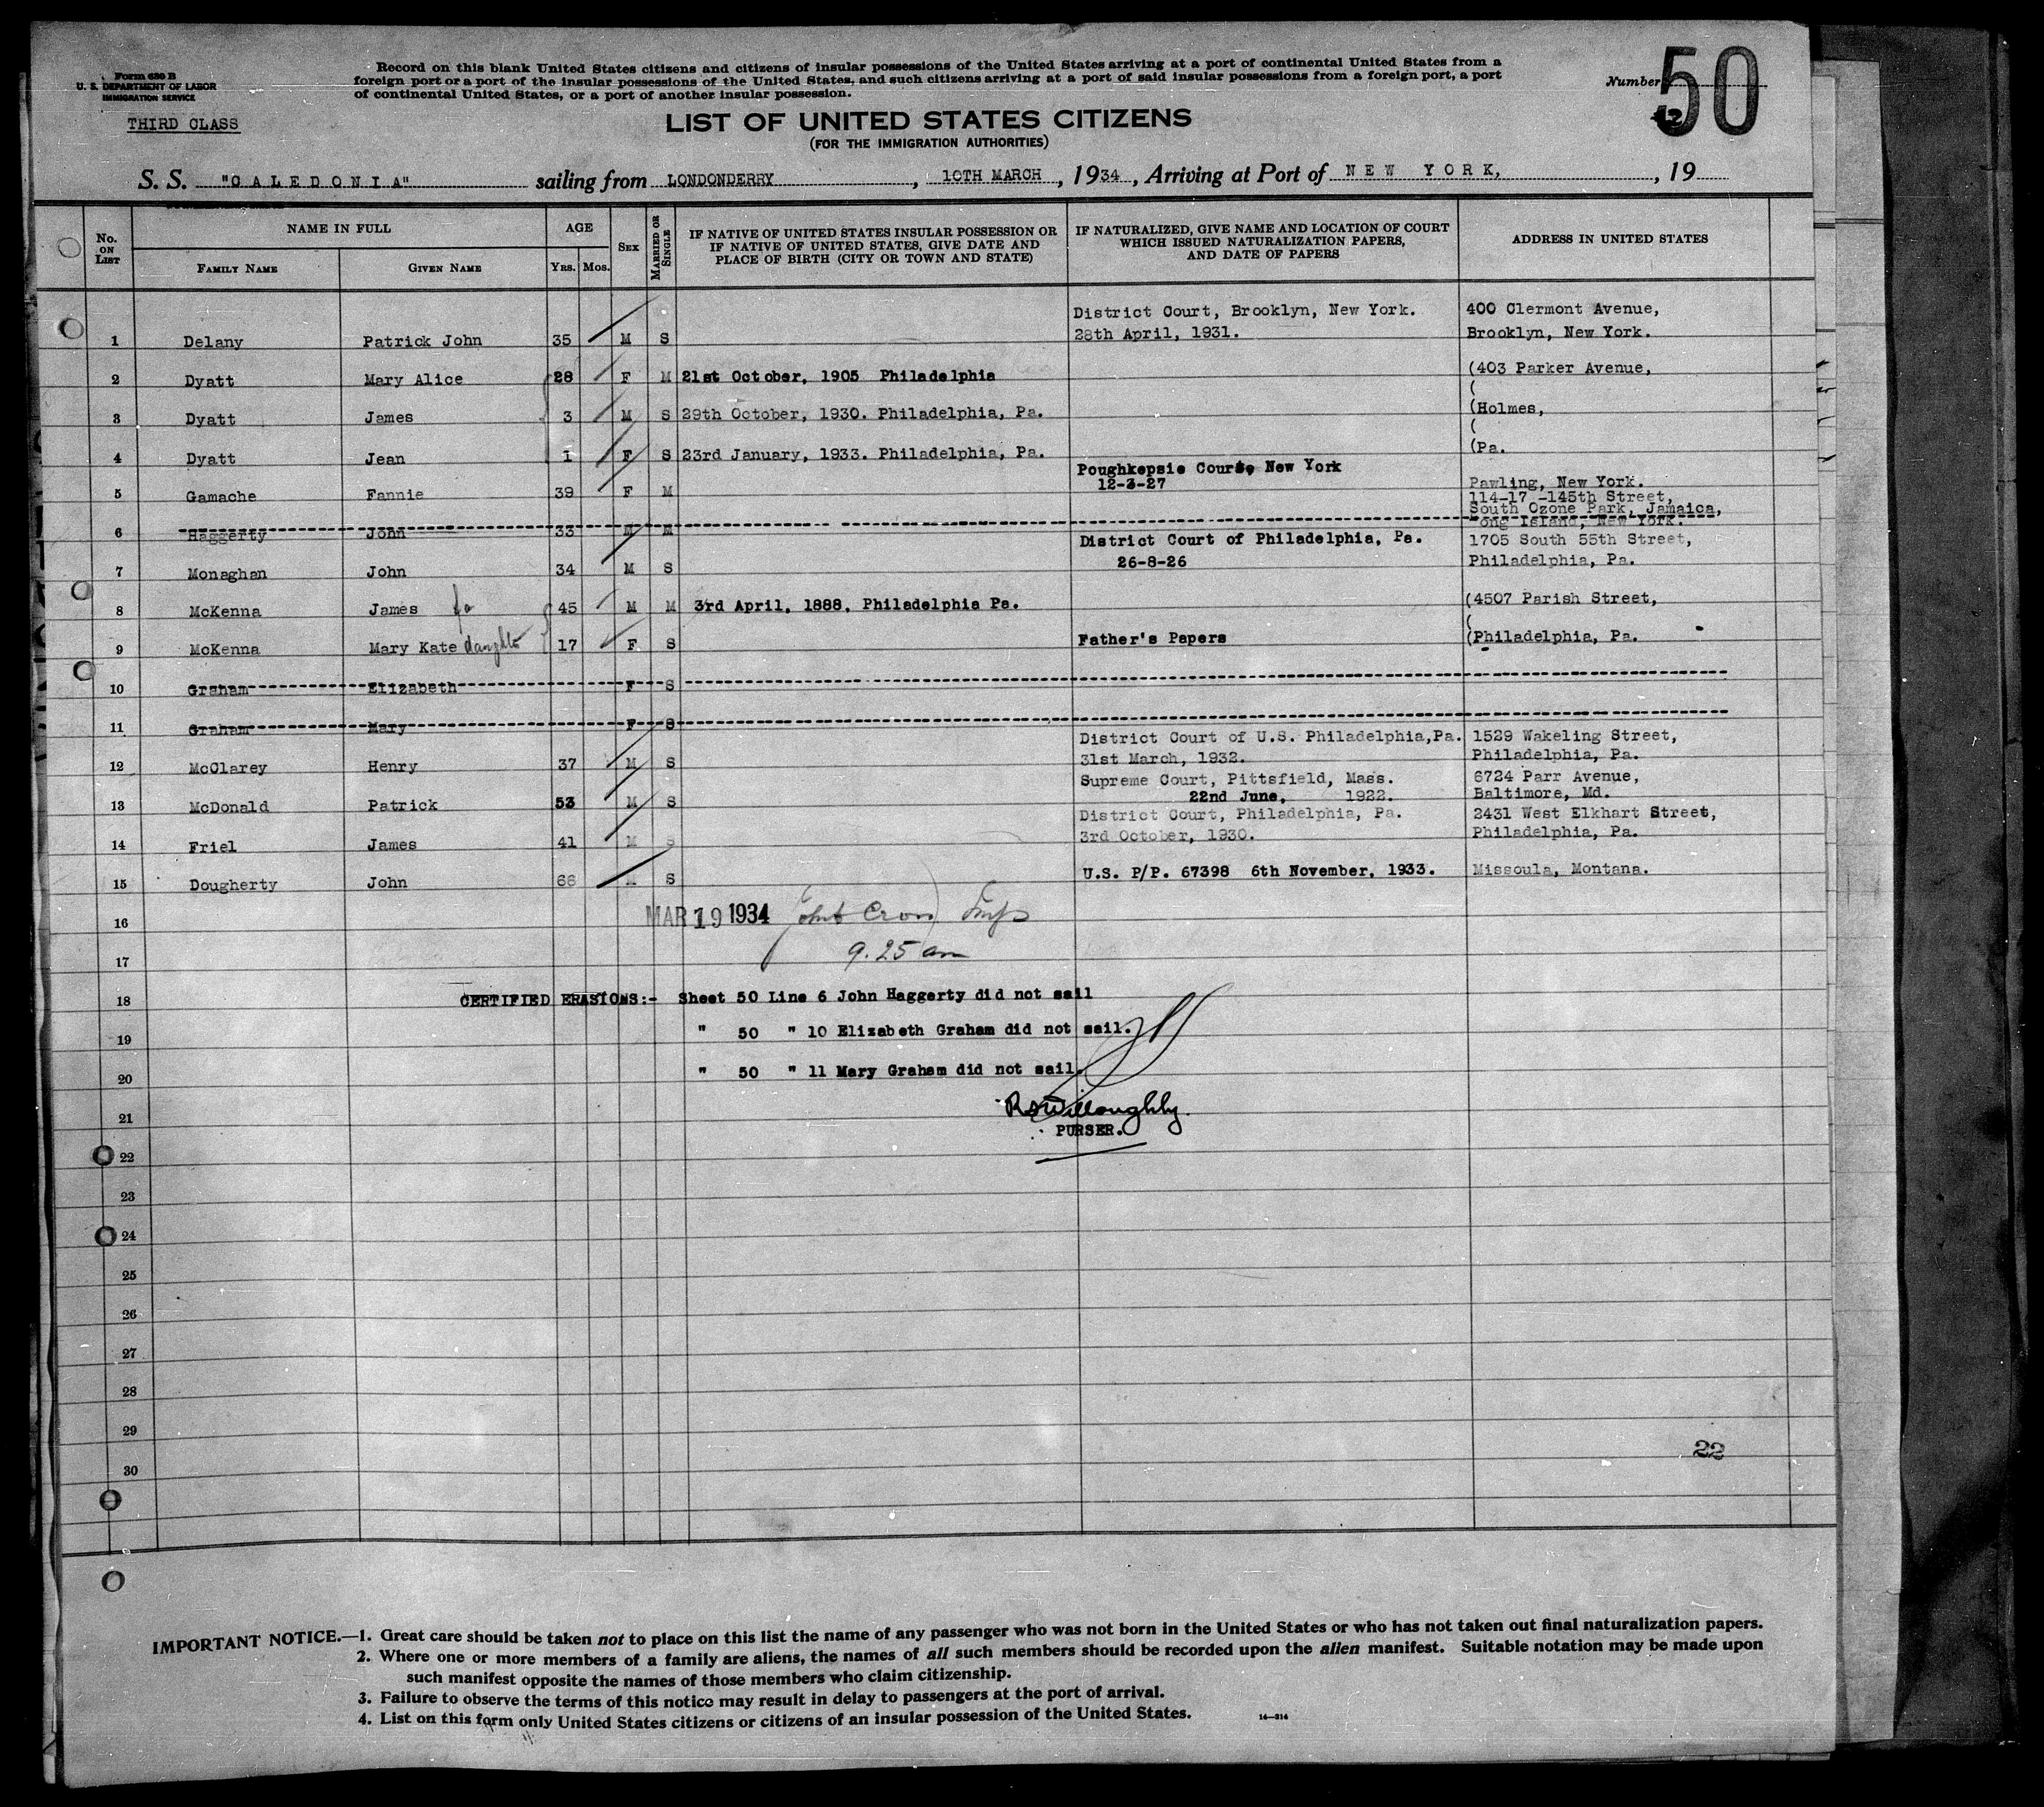 Form 630 B
U. S. DEPARTMENT OF LABOR
IMMIGRATION SERVICE
THIRD CLASS
Record on this blank United States citizens and citizens of insular possessions of the United States arriving at a port of continental United States from a
foreign port or a port of the insular possessions of the United States, and such citizens arriving at a port of said insular possessions from a foreign port, a port
of continental United States, or a port of another insular possession.
Number 50
LIST OF UNITED STATES CITIZENS
(FOR THE IMMIGRATION AUTHORITIES)
S. S. "CALEDONIA" sailing from LONDONDERRY, 10TH MARCH, 1934, Arriving at Port of NEW YORK, , 19
No. ON LIST NAME IN FULL AGE SEX MARRIED OR SINGLE IF NATIVE OF UNITED STATES INSULAR POSSESSION OR IF NATIVE OF UNITED STATES, GIVE DATE AND PLACE OF BIRTH (CITY OR TOWN AND STATE) IF NATURALIZED, GIVE NAME AND LOCATION OF COURT WHICH ISSUED NATURALIZATION PAPERS, AND DATE OF PAPERS ADDRESS IN UNITED STATES
FAMILY NAME GIVEN NAME YRS. MOS.
District Court, Brooklyn, New York. 400 Clermont Avenue,
1 Delany Patrick John 35 M S 28th April, 1931. Brooklyn, New York.
2 Dyatt Mary Alice 28 F M 21st October, 1905 Philadelphia (403 Parker Avenue,
(
3 Dyatt James 3 M S 29th October, 1930. Philadelphia, Pa. (Holmes,
(
4 Dyatt Jean 1 F S 23rd January, 1933. Philadelphia, Pa. (Pa.
Poughkepsie Court, New York
5 Gamache Fannie 39 F M 12-3-27 Pawling, New York.
114-17 -145th Street,
South Ozone Park, Jamaica,
6 Haggerty John 33 M M Long Island, New York.
District Court of Philadelphia, Pa. 1705 South 55th Street,
7 Monaghan John 34 M S 26-8-26 Philadelphia, Pa.
8 McKenna James fa 45 M M 3rd April, 1888, Philadelphia Pa. (4507 Parish Street,
(
9 McKenna Mary Kate daughter 17 F S Father's Papers (Philadelphia, Pa.
10 Graham Elizabeth F S
11 Graham Mary F S
District Court of U.S. Philadelphia,Pa. 1529 Wakeling Street,
12 McClarey Henry 37 M S 31st March, 1932. Philadelphia, Pa.
Supreme Court, Pittsfield, Mass. 6724 Parr Avenue,
13 McDonald Patrick 53 M S 22nd June, 1922. Baltimore, Md.
District Court, Philadelphia, Pa. 2431 West Elkhart Street,
14 Friel James 41 M S 3rd October, 1930. Philadelphia, Pa.
15 Dougherty John 66 M S U.S. P/P. 67398 6th November, 1933. Missoula, Montana.
16 MAR 19 1934
17 9.25 am
18 CERTIFIED ERASIONS:- Sheet 50 Line 6 John Haggerty did not sail
19 " 50 " 10 Elizabeth Graham did not sail.
20 " 50 " 11 Mary Graham did not sail.
21 Willoughby
PURSER.
22
23
24
25
26
27
28
29
22
30
IMPORTANT NOTICE.—1. Great care should be taken not to place on this list the name of any passenger who was not born in the United States or who has not taken out final naturalization papers.
2. Where one or more members of a family are aliens, the names of all such members should be recorded upon the alien manifest. Suitable notation may be made upon
such manifest opposite the names of those members who claim citizenship.
3. Failure to observe the terms of this notice may result in delay to passengers at the port of arrival.
4. List on this form only United States citizens or citizens of an insular possession of the United States. 14—314